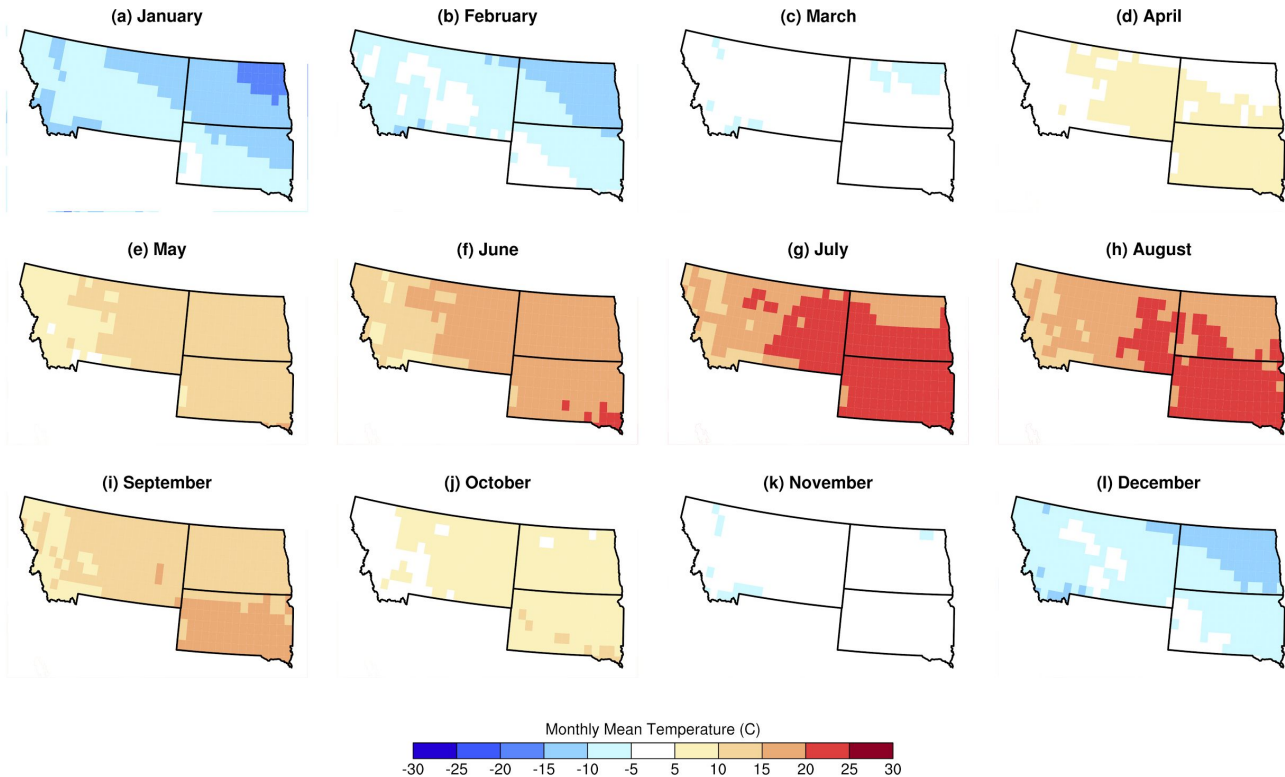 (a) January
(b) February
(c) March
(d) April
(e) May
(f) June
(g) July
(h) August
(i) September
(j) October
(k) November
(l) December
Monthly Mean Temperature (C)
-30 -25 -20 -15 -10 -5 5 10 15 20 25 30